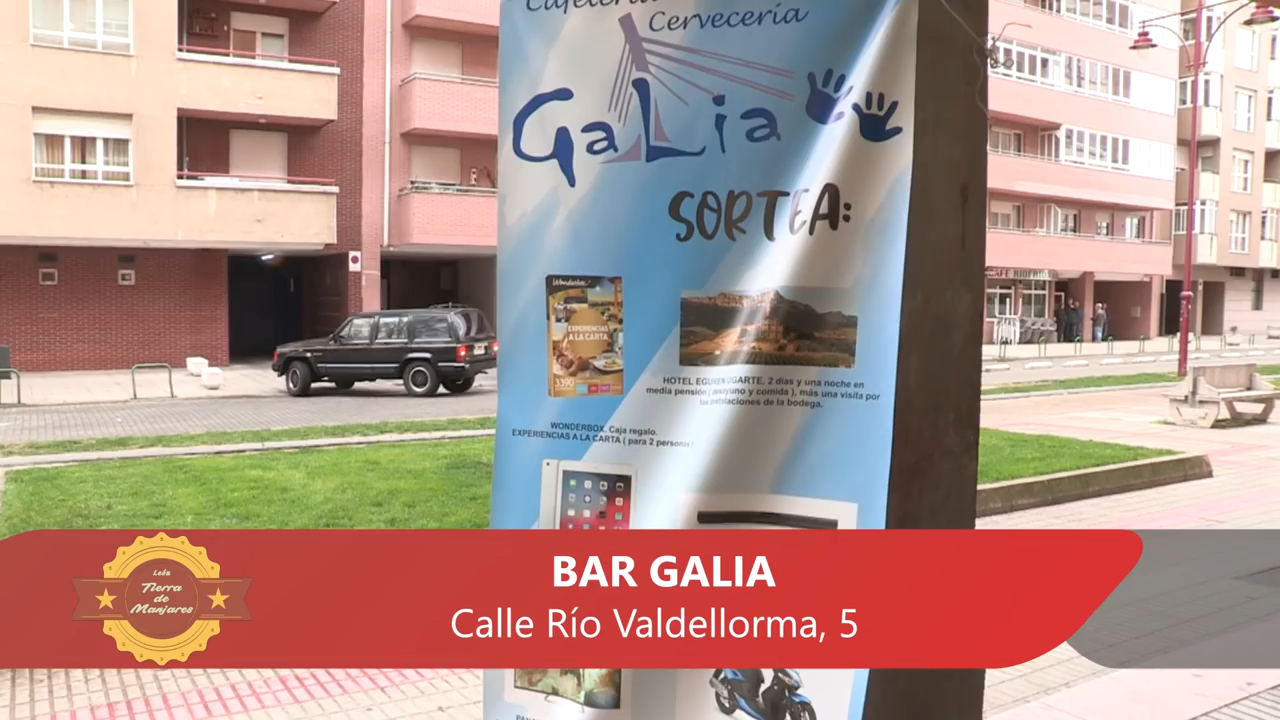 Cafetería
Cervecería
GaLia
SORTEA:
Wonderbox
EXPERIENCIAS
A LA CARTA
3390
HOTEL EGUREN UGARTE. 2 días y una noche en
media pensión ( desayuno y comida ), más una visita por
las instalaciones de la bodega.
WONDERBOX. Caja regalo.
EXPERIENCIAS A LA CARTA ( para 2 personas
CAFE RIOFRIO
BAR GALIA
Calle Río Valdellorma, 5
León
Tierra
de
Manjares